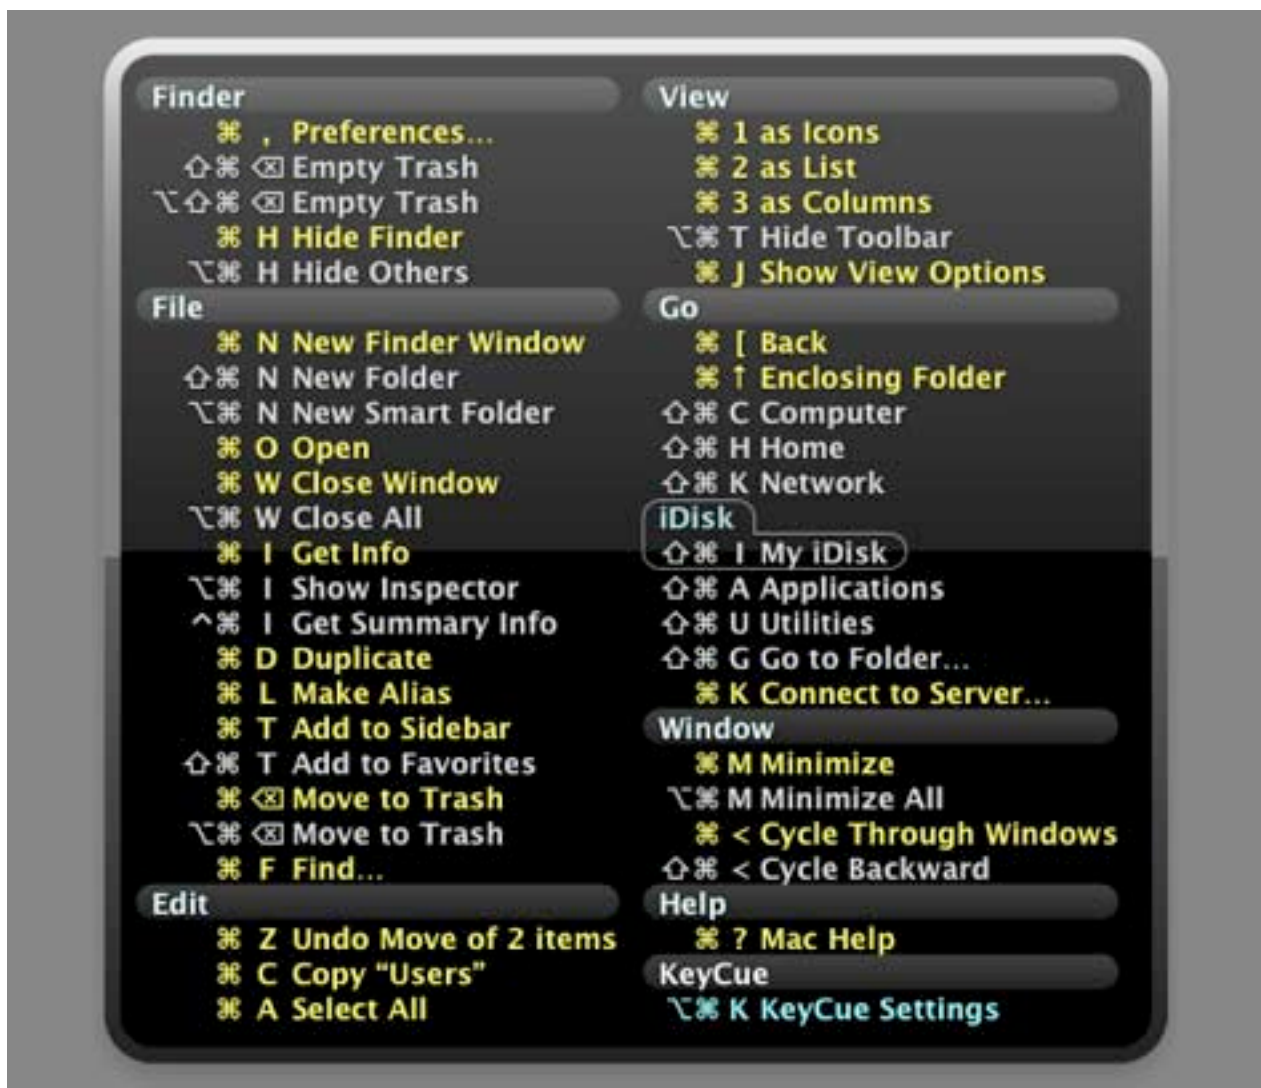 Finder
⌘ , Preferences...
⇧⌘ ⌫ Empty Trash
⌥⇧⌘ ⌫ Empty Trash
⌘ H Hide Finder
⌥⌘ H Hide Others
File
⌘ N New Finder Window
⇧⌘ N New Folder
⌥⌘ N New Smart Folder
⌘ O Open
⌘ W Close Window
⌥⌘ W Close All
⌘ I Get Info
⌥⌘ I Show Inspector
^⌘ I Get Summary Info
⌘ D Duplicate
⌘ L Make Alias
⌘ T Add to Sidebar
⇧⌘ T Add to Favorites
⌘ ⌫ Move to Trash
⌥⌘ ⌫ Move to Trash
⌘ F Find...
Edit
⌘ Z Undo Move of 2 items
⌘ C Copy “Users”
⌘ A Select All
View
⌘ 1 as Icons
⌘ 2 as List
⌘ 3 as Columns
⌥⌘ T Hide Toolbar
⌘ J Show View Options
Go
⌘ [ Back
⌘ ↑ Enclosing Folder
⇧⌘ C Computer
⇧⌘ H Home
⇧⌘ K Network
iDisk
⇧⌘ I My iDisk
⇧⌘ A Applications
⇧⌘ U Utilities
⇧⌘ G Go to Folder...
⌘ K Connect to Server...
Window
⌘ M Minimize
⌥⌘ M Minimize All
⌘ < Cycle Through Windows
⇧⌘ < Cycle Backward
Help
⌘ ? Mac Help
KeyCue
⌥⌘ K KeyCue Settings